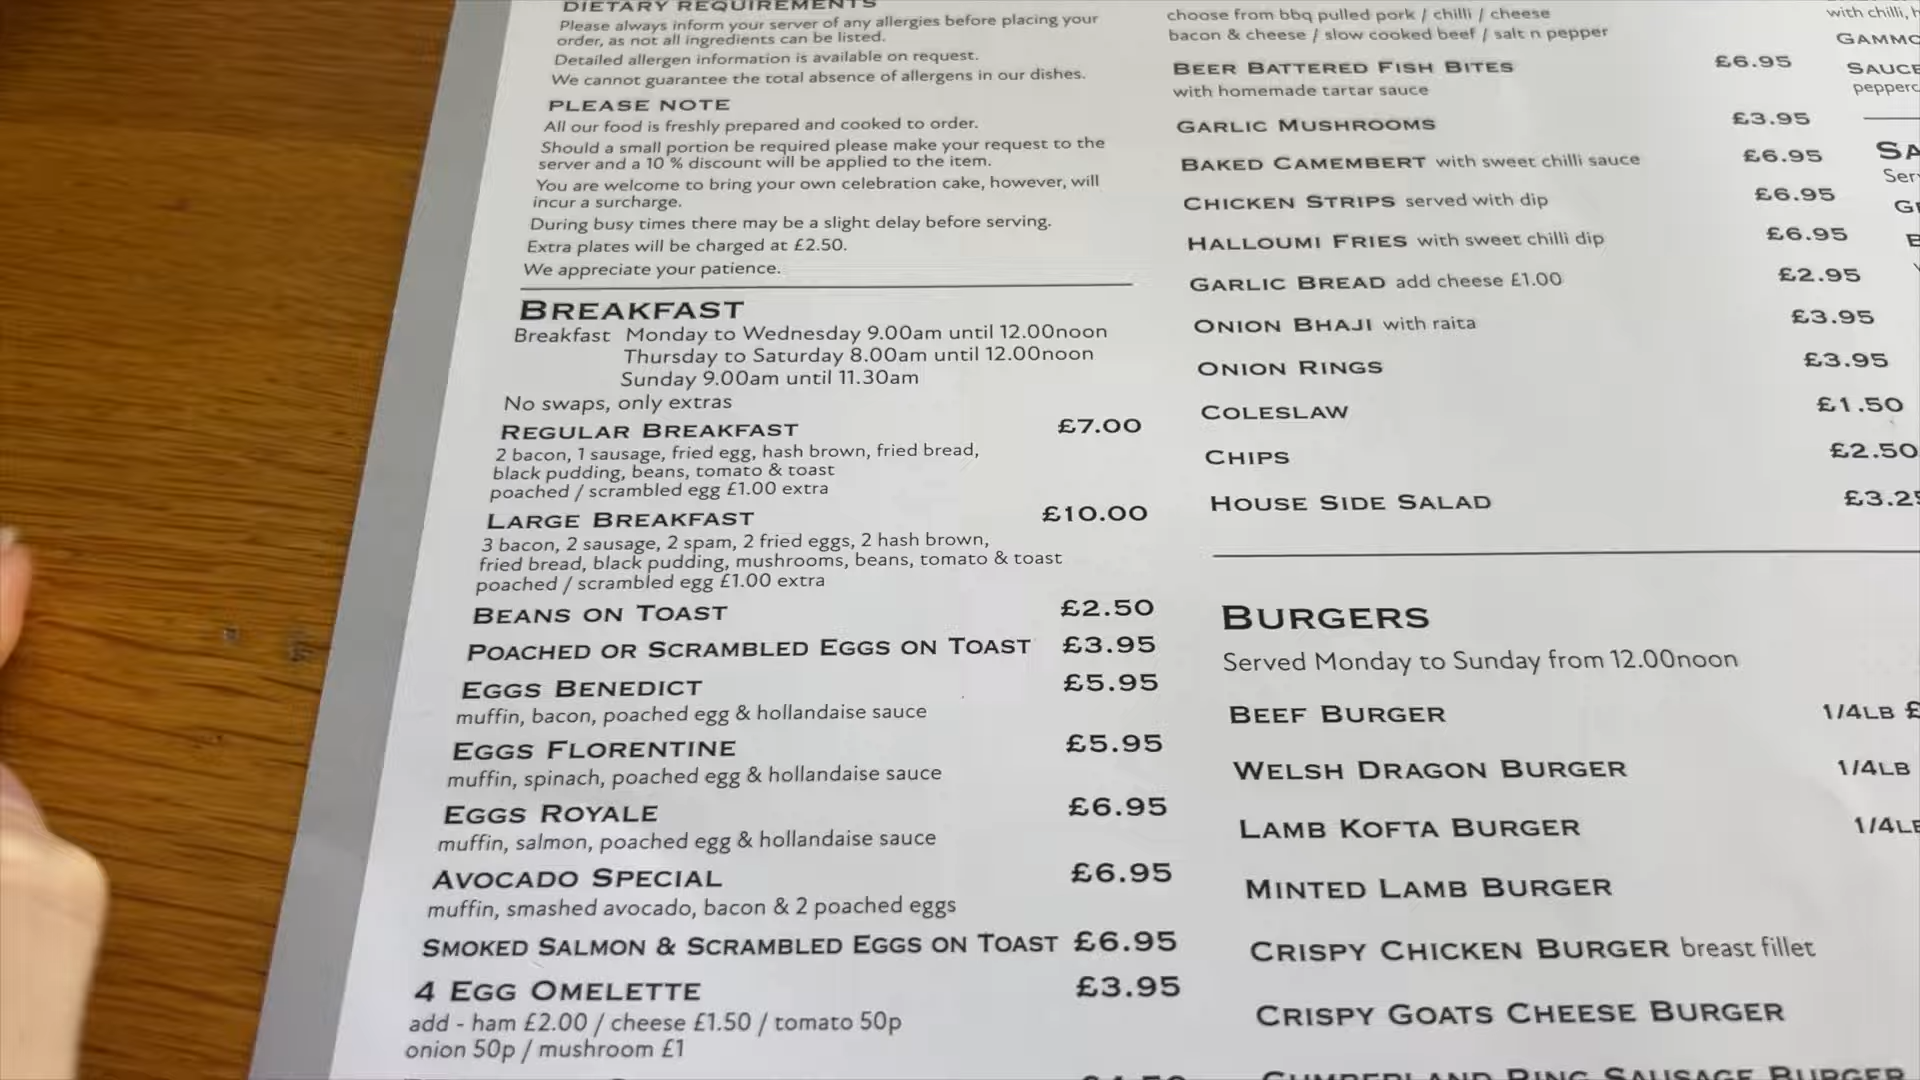 DIETARY REQUIREMENTS
Please always inform your server of any allergies before placing your
order, as not all ingredients can be listed.
Detailed allergen information is available on request.
We cannot guarantee the total absence of allergens in our dishes.
PLEASE NOTE
All our food is freshly prepared and cooked to order.
Should a small portion be required please make your request to the
server and a 10 % discount will be applied to the item.
You are welcome to bring your own celebration cake, however, will
incur a surcharge.
During busy times there may be a slight delay before serving.
Extra plates will be charged at £2.50.
We appreciate your patience.
BREAKFAST
Breakfast Monday to Wednesday 9.00am until 12.00noon
Thursday to Saturday 8.00am until 12.00noon
Sunday 9.00am until 11.30am
No swaps, only extras
REGULAR BREAKFAST £7.00
2 bacon, 1 sausage, fried egg, hash brown, fried bread,
black pudding, beans, tomato & toast
poached / scrambled egg £1.00 extra
LARGE BREAKFAST £10.00
3 bacon, 2 sausage, 2 spam, 2 fried eggs, 2 hash brown,
fried bread, black pudding, mushrooms, beans, tomato & toast
poached / scrambled egg £1.00 extra
BEANS ON TOAST £2.50
POACHED OR SCRAMBLED EGGS ON TOAST £3.95
EGGS BENEDICT £5.95
muffin, bacon, poached egg & hollandaise sauce
EGGS FLORENTINE £5.95
muffin, spinach, poached egg & hollandaise sauce
EGGS ROYALE £6.95
muffin, salmon, poached egg & hollandaise sauce
AVOCADO SPECIAL £6.95
muffin, smashed avocado, bacon & 2 poached eggs
SMOKED SALMON & SCRAMBLED EGGS ON TOAST £6.95
4 EGG OMELETTE £3.95
add - ham £2.00 / cheese £1.50 / tomato 50p
onion 50p / mushroom £1
choose from bbq pulled pork / chilli / cheese
bacon & cheese / slow cooked beef / salt n pepper
BEER BATTERED FISH BITES £6.95
with homemade tartar sauce
GARLIC MUSHROOMS £3.95
BAKED CAMEMBERT with sweet chilli sauce £6.95
CHICKEN STRIPS served with dip £6.95
HALLOUMI FRIES with sweet chilli dip £6.95
GARLIC BREAD add cheese £1.00 £2.95
ONION BHAJI with raita £3.95
ONION RINGS £3.95
COLESLAW £1.50
CHIPS £2.50
HOUSE SIDE SALAD £3.25
BURGERS
Served Monday to Sunday from 12.00noon
BEEF BURGER 1/4LB £
WELSH DRAGON BURGER 1/4LB
LAMB KOFTA BURGER 1/4LB
MINTED LAMB BURGER
CRISPY CHICKEN BURGER breast fillet
CRISPY GOATS CHEESE BURGER
CUMBERLAND RING SAUSAGE BURGER
with chilli,